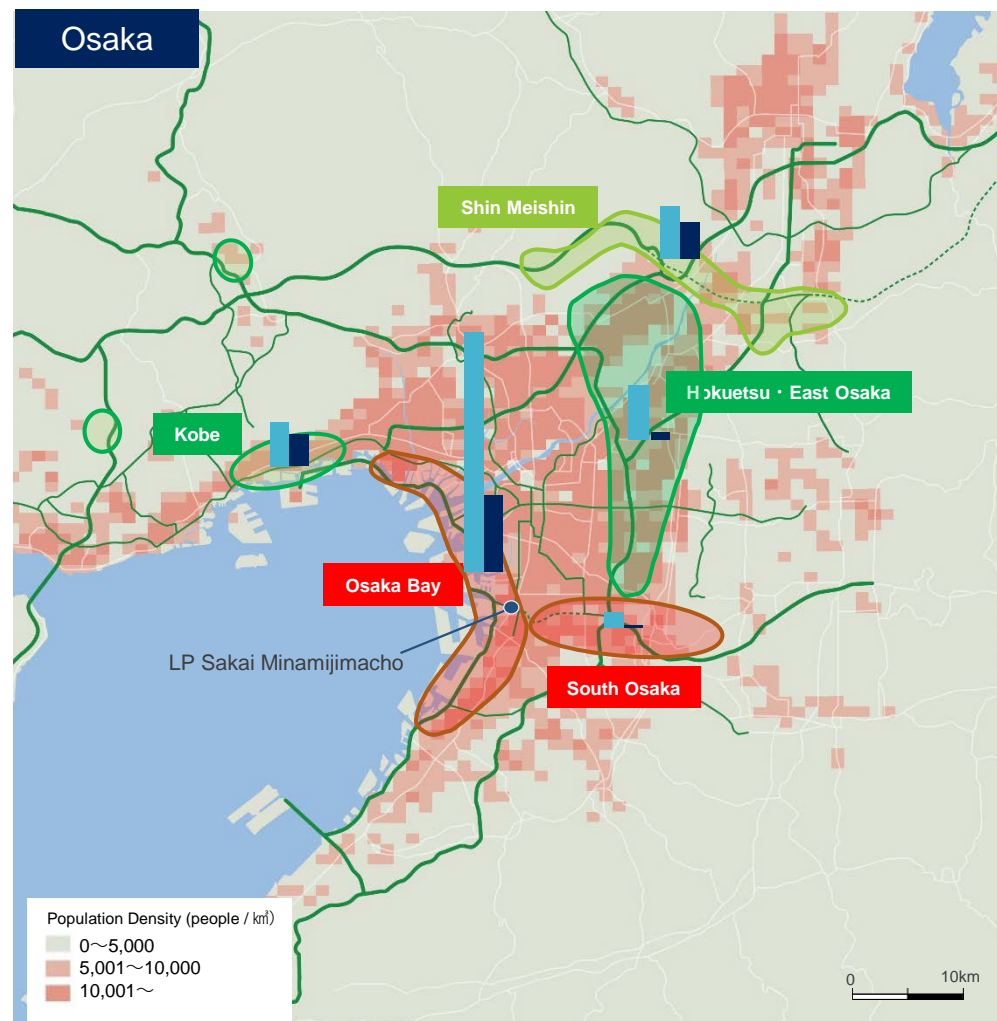 Osaka
Shin Meishin
Hokuetsu・East Osaka
Kobe
Osaka Bay
LP Sakai Minamijimacho
South Osaka
Population Density (people / ㎢)
0～5,000
5,001～10,000
10,001～
0 10km